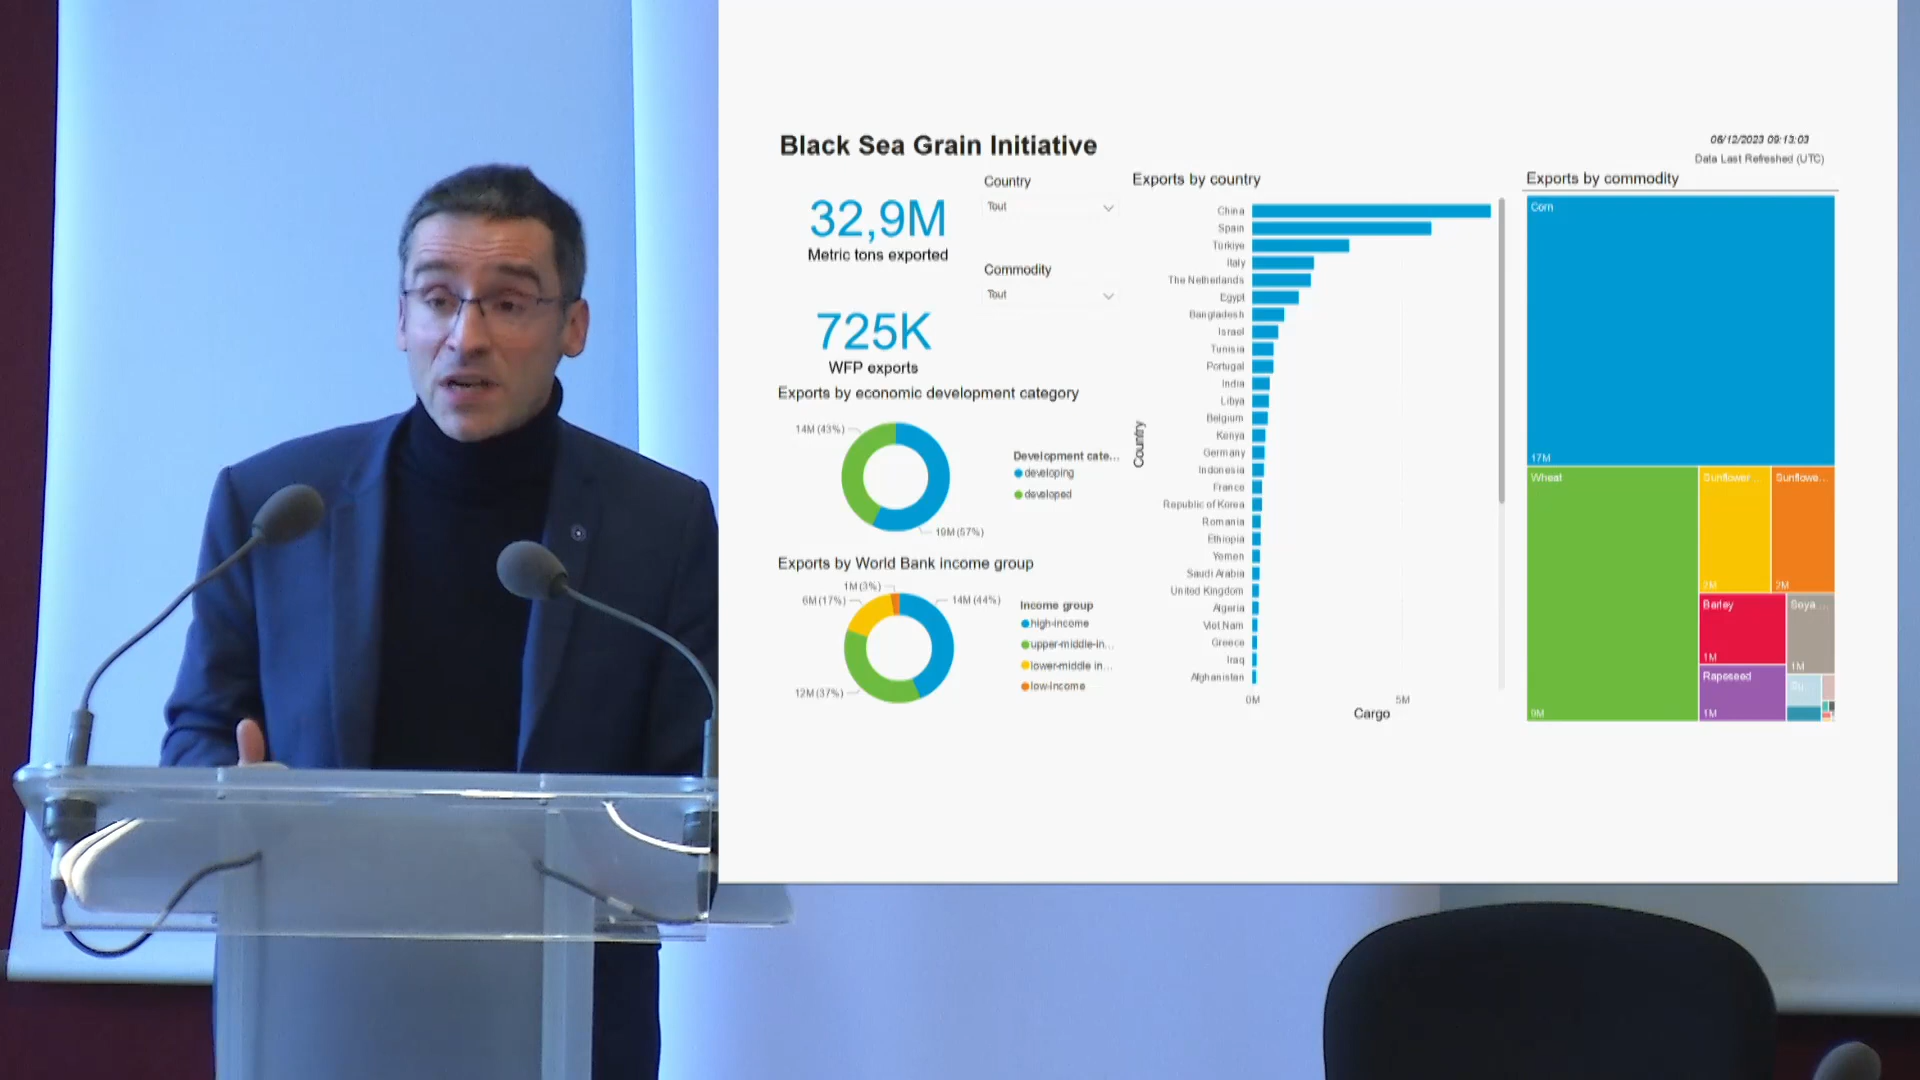 Black Sea Grain Initiative
32,9M
Metric tons exported
725K
WFP exports
Country
Tout
Commodity
Tout
Exports by economic development category
14M (43%)
19M (57%)
Development cate...
developing
developed
Exports by World Bank income group
1M (3%)
6M (17%)
14M (44%)
12M (37%)
Income group
high-income
upper-middle-in...
lower-middle in...
low-income
Exports by country
Country
China
Spain
Türkiye
Italy
The Netherlands
Egypt
Bangladesh
Israel
Tunisia
Portugal
India
Libya
Belgium
Kenya
Germany
Indonesia
France
Republic of Korea
Romania
Ethiopia
Yemen
Saudi Arabia
United Kingdom
Algeria
Viet Nam
Greece
Iraq
Afghanistan
0M
5M
Cargo
06/12/2023 09:13:03
Data Last Refreshed (UTC)
Exports by commodity
Corn
17M
Wheat
9M
Sunflower ...
2M
Sunflowe...
2M
Barley
1M
Soya ...
1M
Rapeseed
1M
Su...